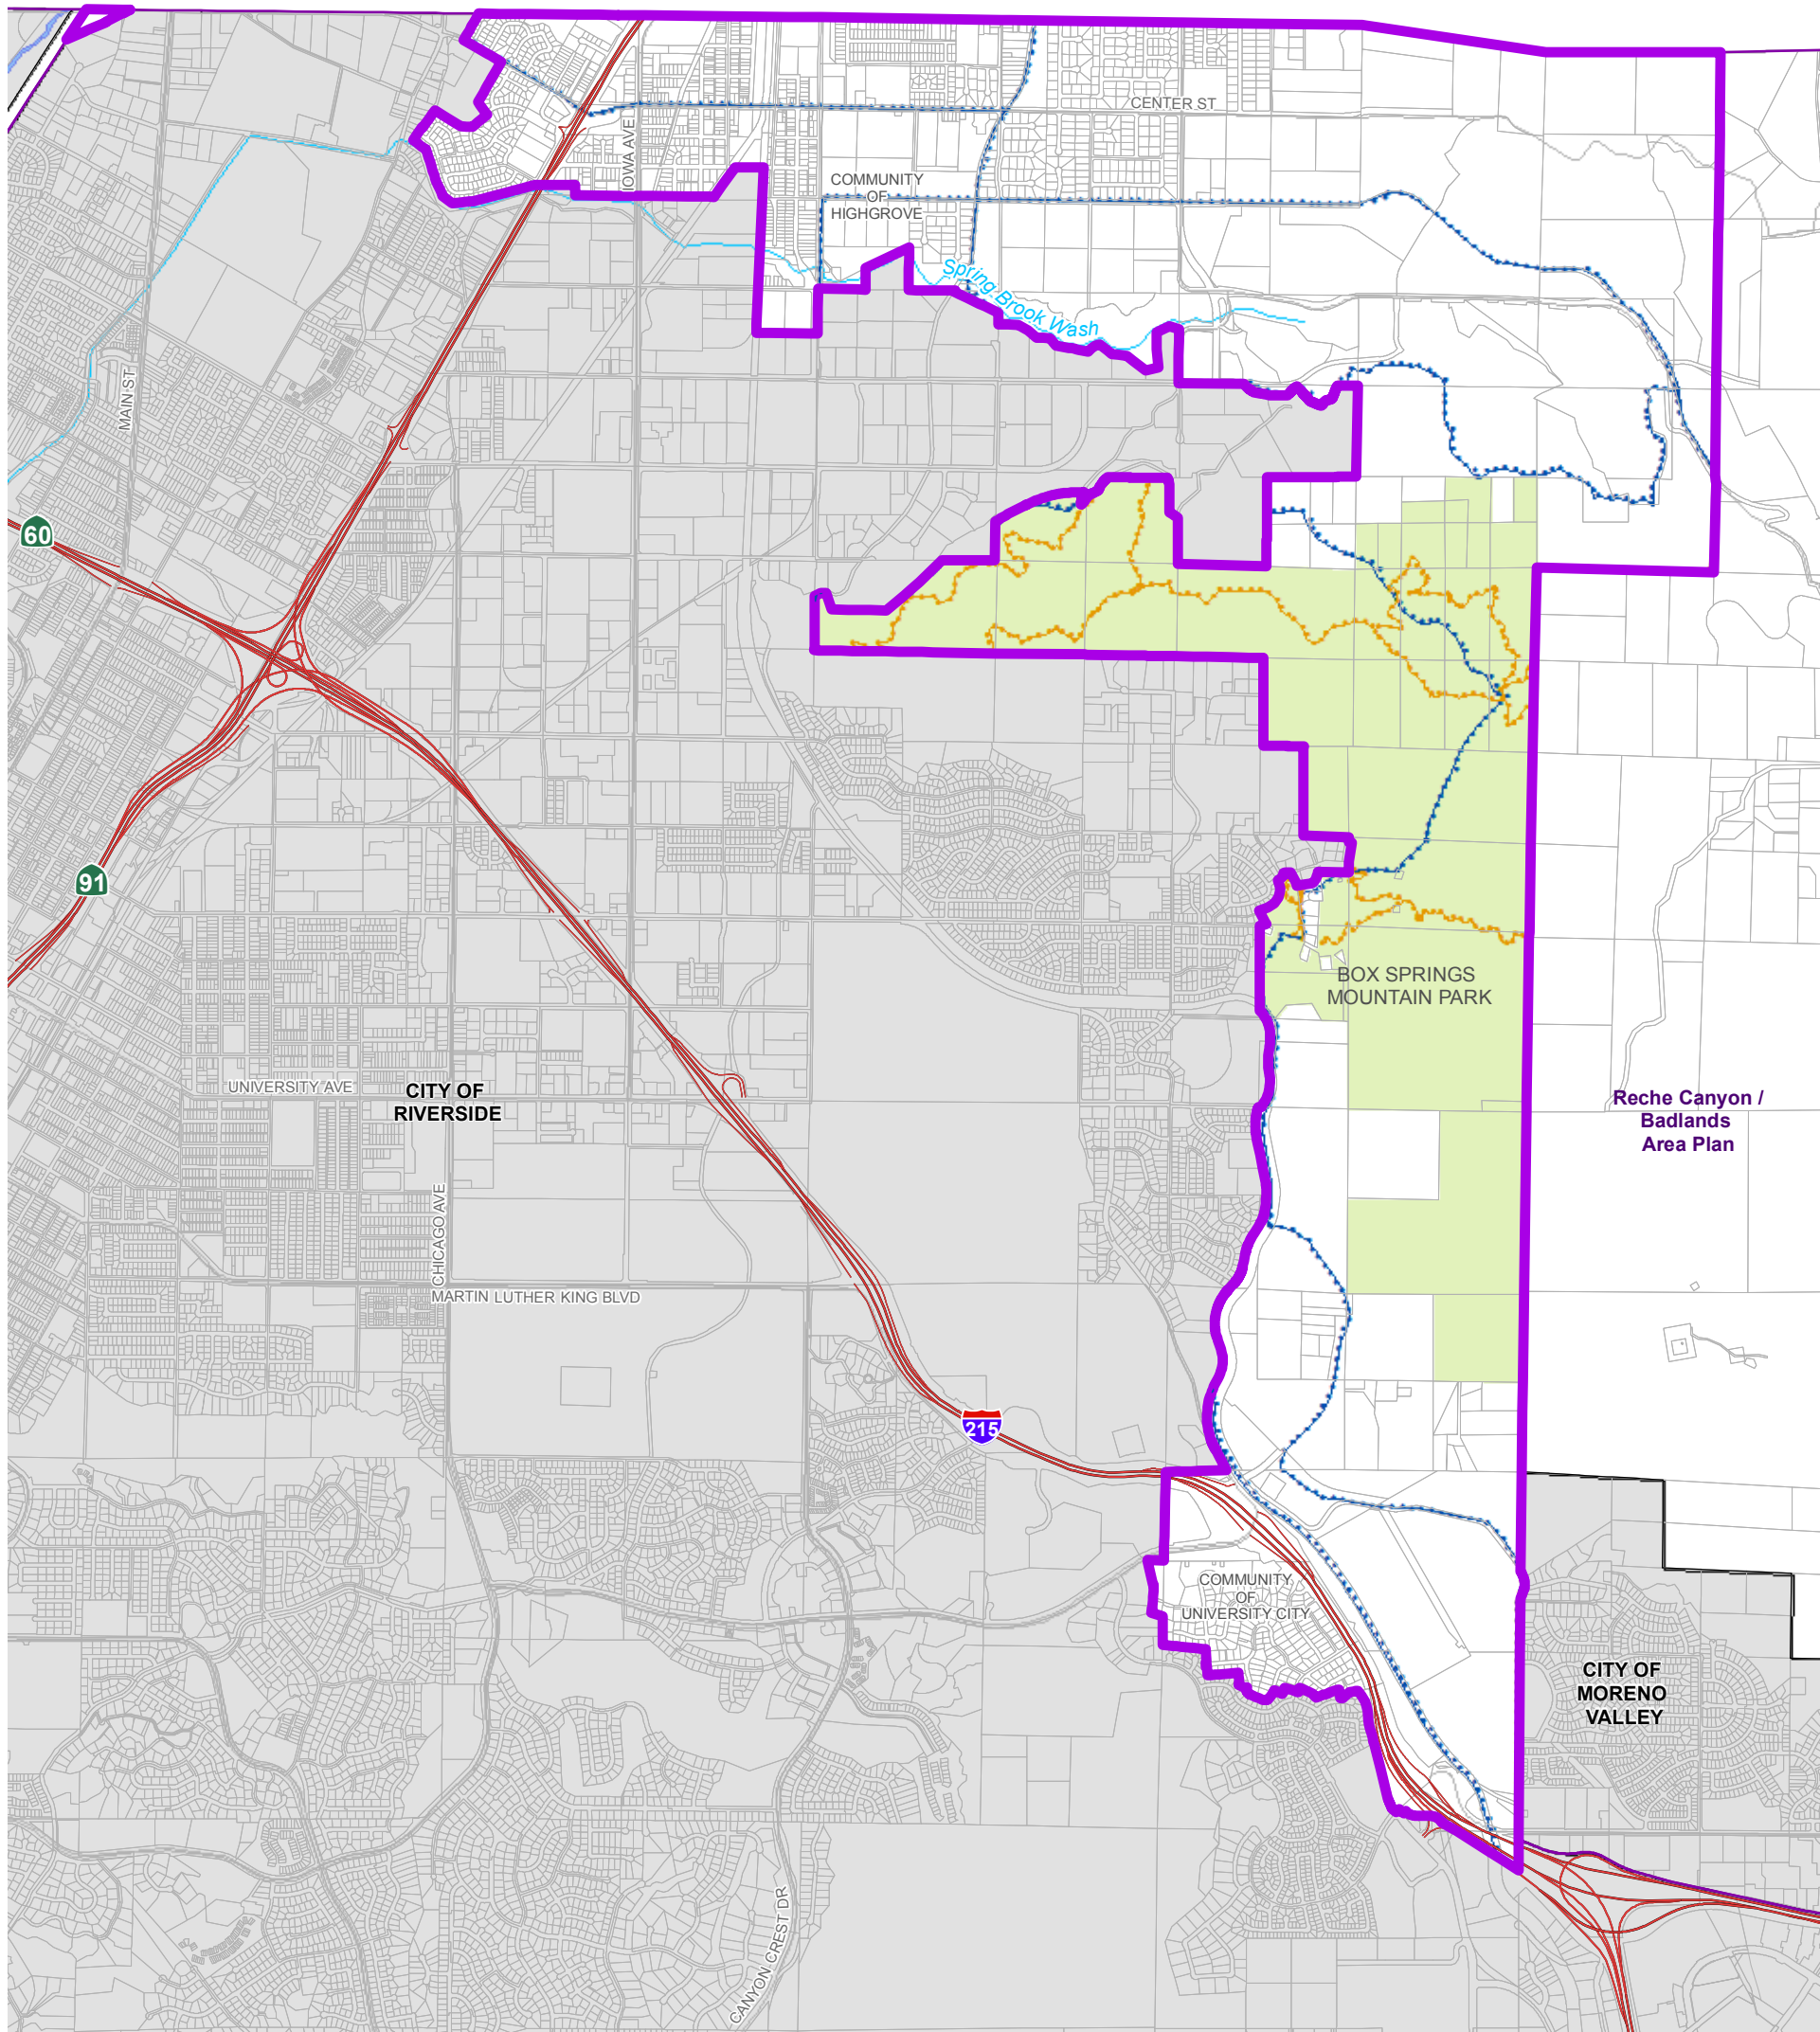 CENTER ST
IOWA AVE
COMMUNITY
OF
HIGHGROVE
Spring Brook Wash
MAIN ST
60
91
BOX SPRINGS
MOUNTAIN PARK
UNIVERSITY AVE
CITY OF
RIVERSIDE
Reche Canyon /
Badlands
Area Plan
CHICAGO AVE
MARTIN LUTHER KING BLVD
215
COMMUNITY
OF
UNIVERSITY CITY
CITY OF
MORENO
VALLEY
CANYON CREST DR